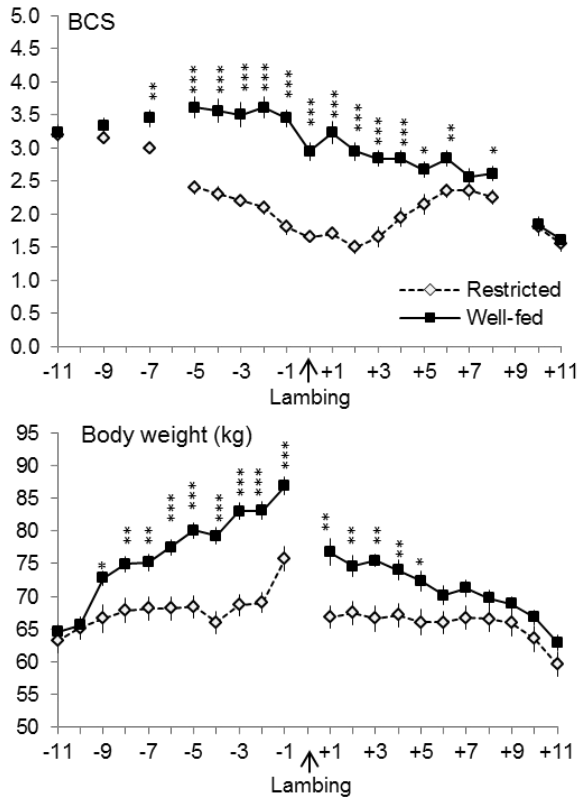 BCS
5.0
4.5
4.0
3.5
3.0
2.5
2.0
1.5
1.0
0.5
0.0
** *** *** *** *** *** *** *** *** *** *** * ** *
Restricted
Well-fed
-11 -9 -7 -5 -3 -1 +1 +3 +5 +7 +9 +11
Lambing
Body weight (kg)
95
90
85
80
75
70
65
60
55
50
* ** ** *** *** *** *** *** *** ** ** ** ** *
-11 -9 -7 -5 -3 -1 +1 +3 +5 +7 +9 +11
Lambing